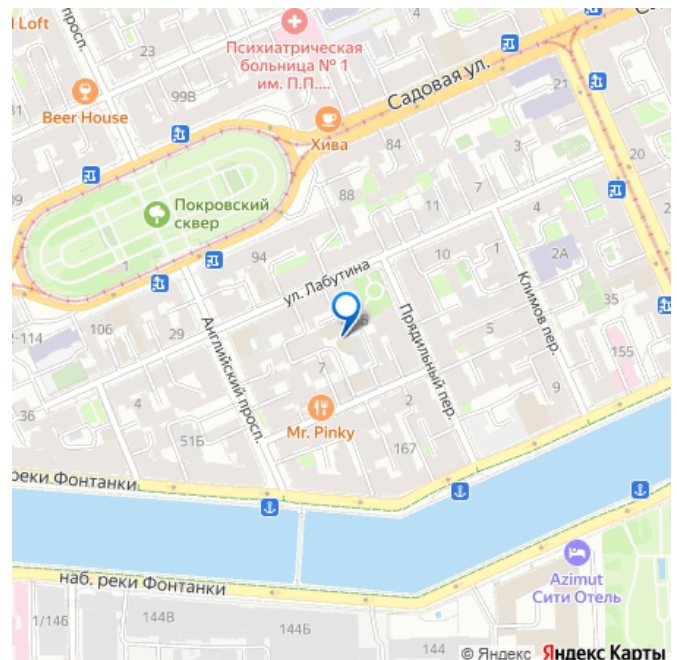 Loft
просп.
23
Психиатрическая
больница № 1
им. П.П....
Садовая ул.
99В
21
Beer House
Хива
84
3
20
Покровский
сквер
88
7
11
4
1
94
10
1
2А
ул. Лабутина
Климов пер.
35
106
29
Английский просп.
Прядильный пер.
5
155
7
2
9
36
Mr. Pinky
51Б
167
реки Фонтанки
наб. реки Фонтанки
Azimut
Сити Отель
1/146
144В
144Б
144
© Яндекс Яндекс Карты